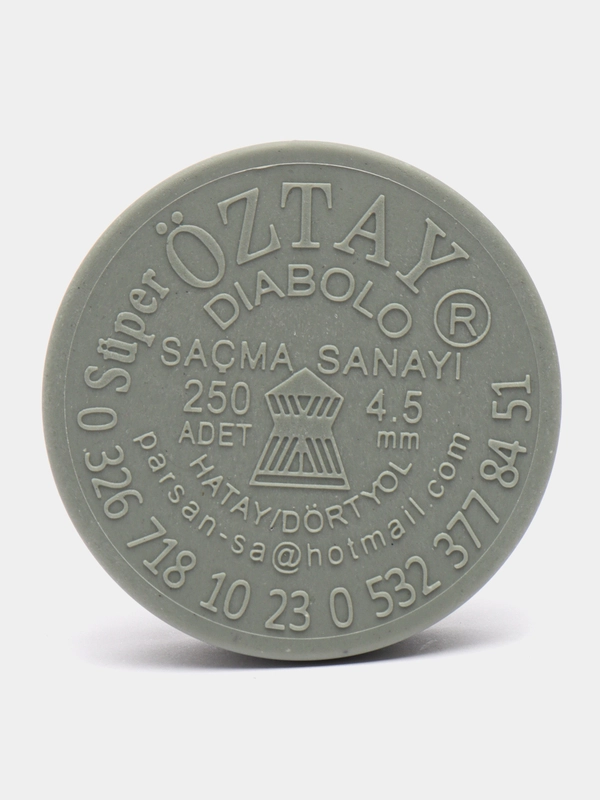 Süper ÖZTAY ®
DIABOLO
SAÇMA SANAYI
250 4.5
ADET mm
HATAY/DÖRTYOL
parsan-sa@hotmail.com
0 326 718 10 23 0 532 377 84 51